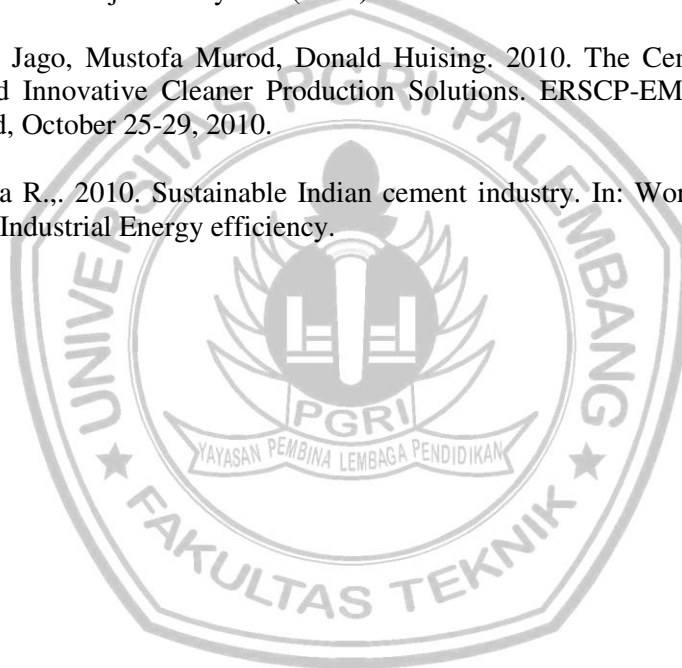 Jago, Mustofa Murod, Donald Huising. 2010. The Cem
d Innovative Cleaner Production Solutions. ERSCP-EM
d, October 25-29, 2010.
a R.,. 2010. Sustainable Indian cement industry. In: Wor
Industrial Energy efficiency.
UNIVERSITAS PGRI PALEMBANG
PGRI
YAYASAN PEMBINA LEMBAGA PENDIDIKAN
FAKULTAS TEKNIK